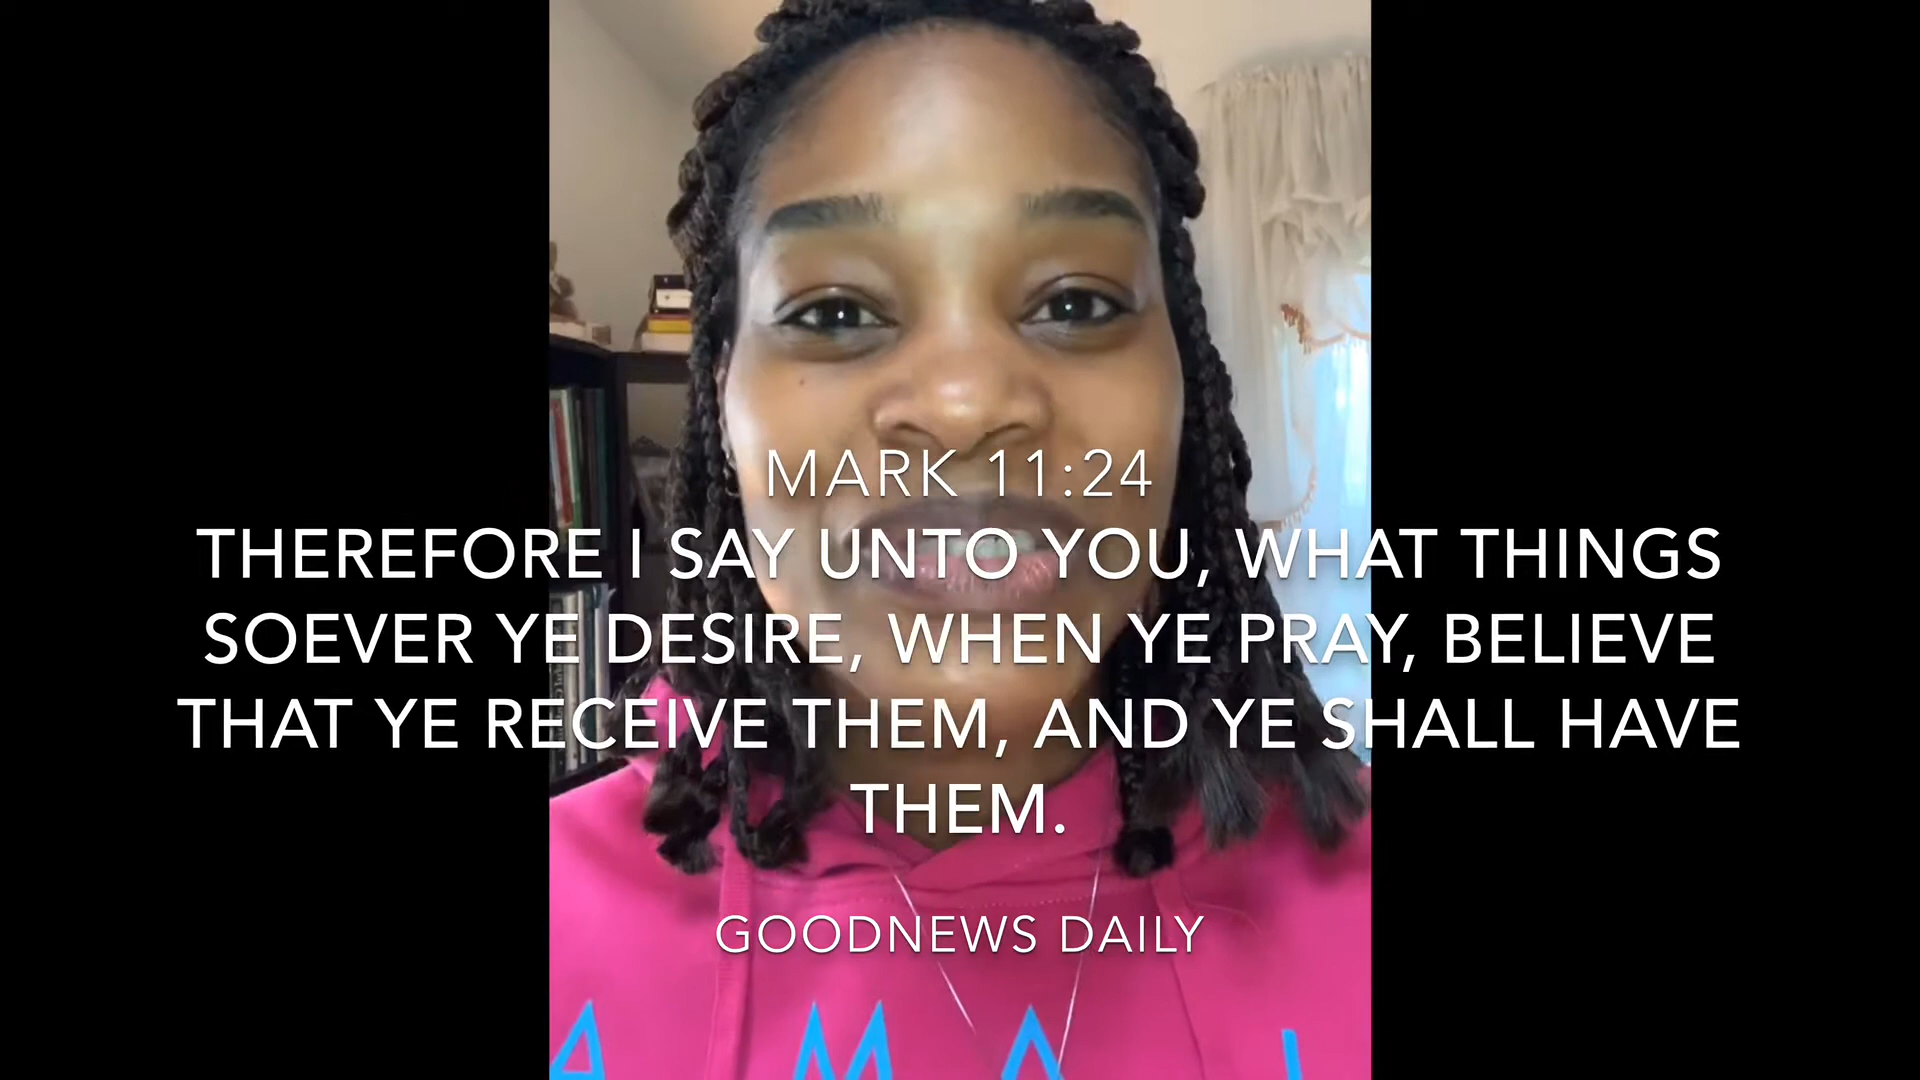 MARK 11:24
THEREFORE I SAY UNTO YOU, WHAT THINGS
SOEVER YE DESIRE, WHEN YE PRAY, BELIEVE
THAT YE RECEIVE THEM, AND YE SHALL HAVE
THEM.
GOODNEWS DAILY